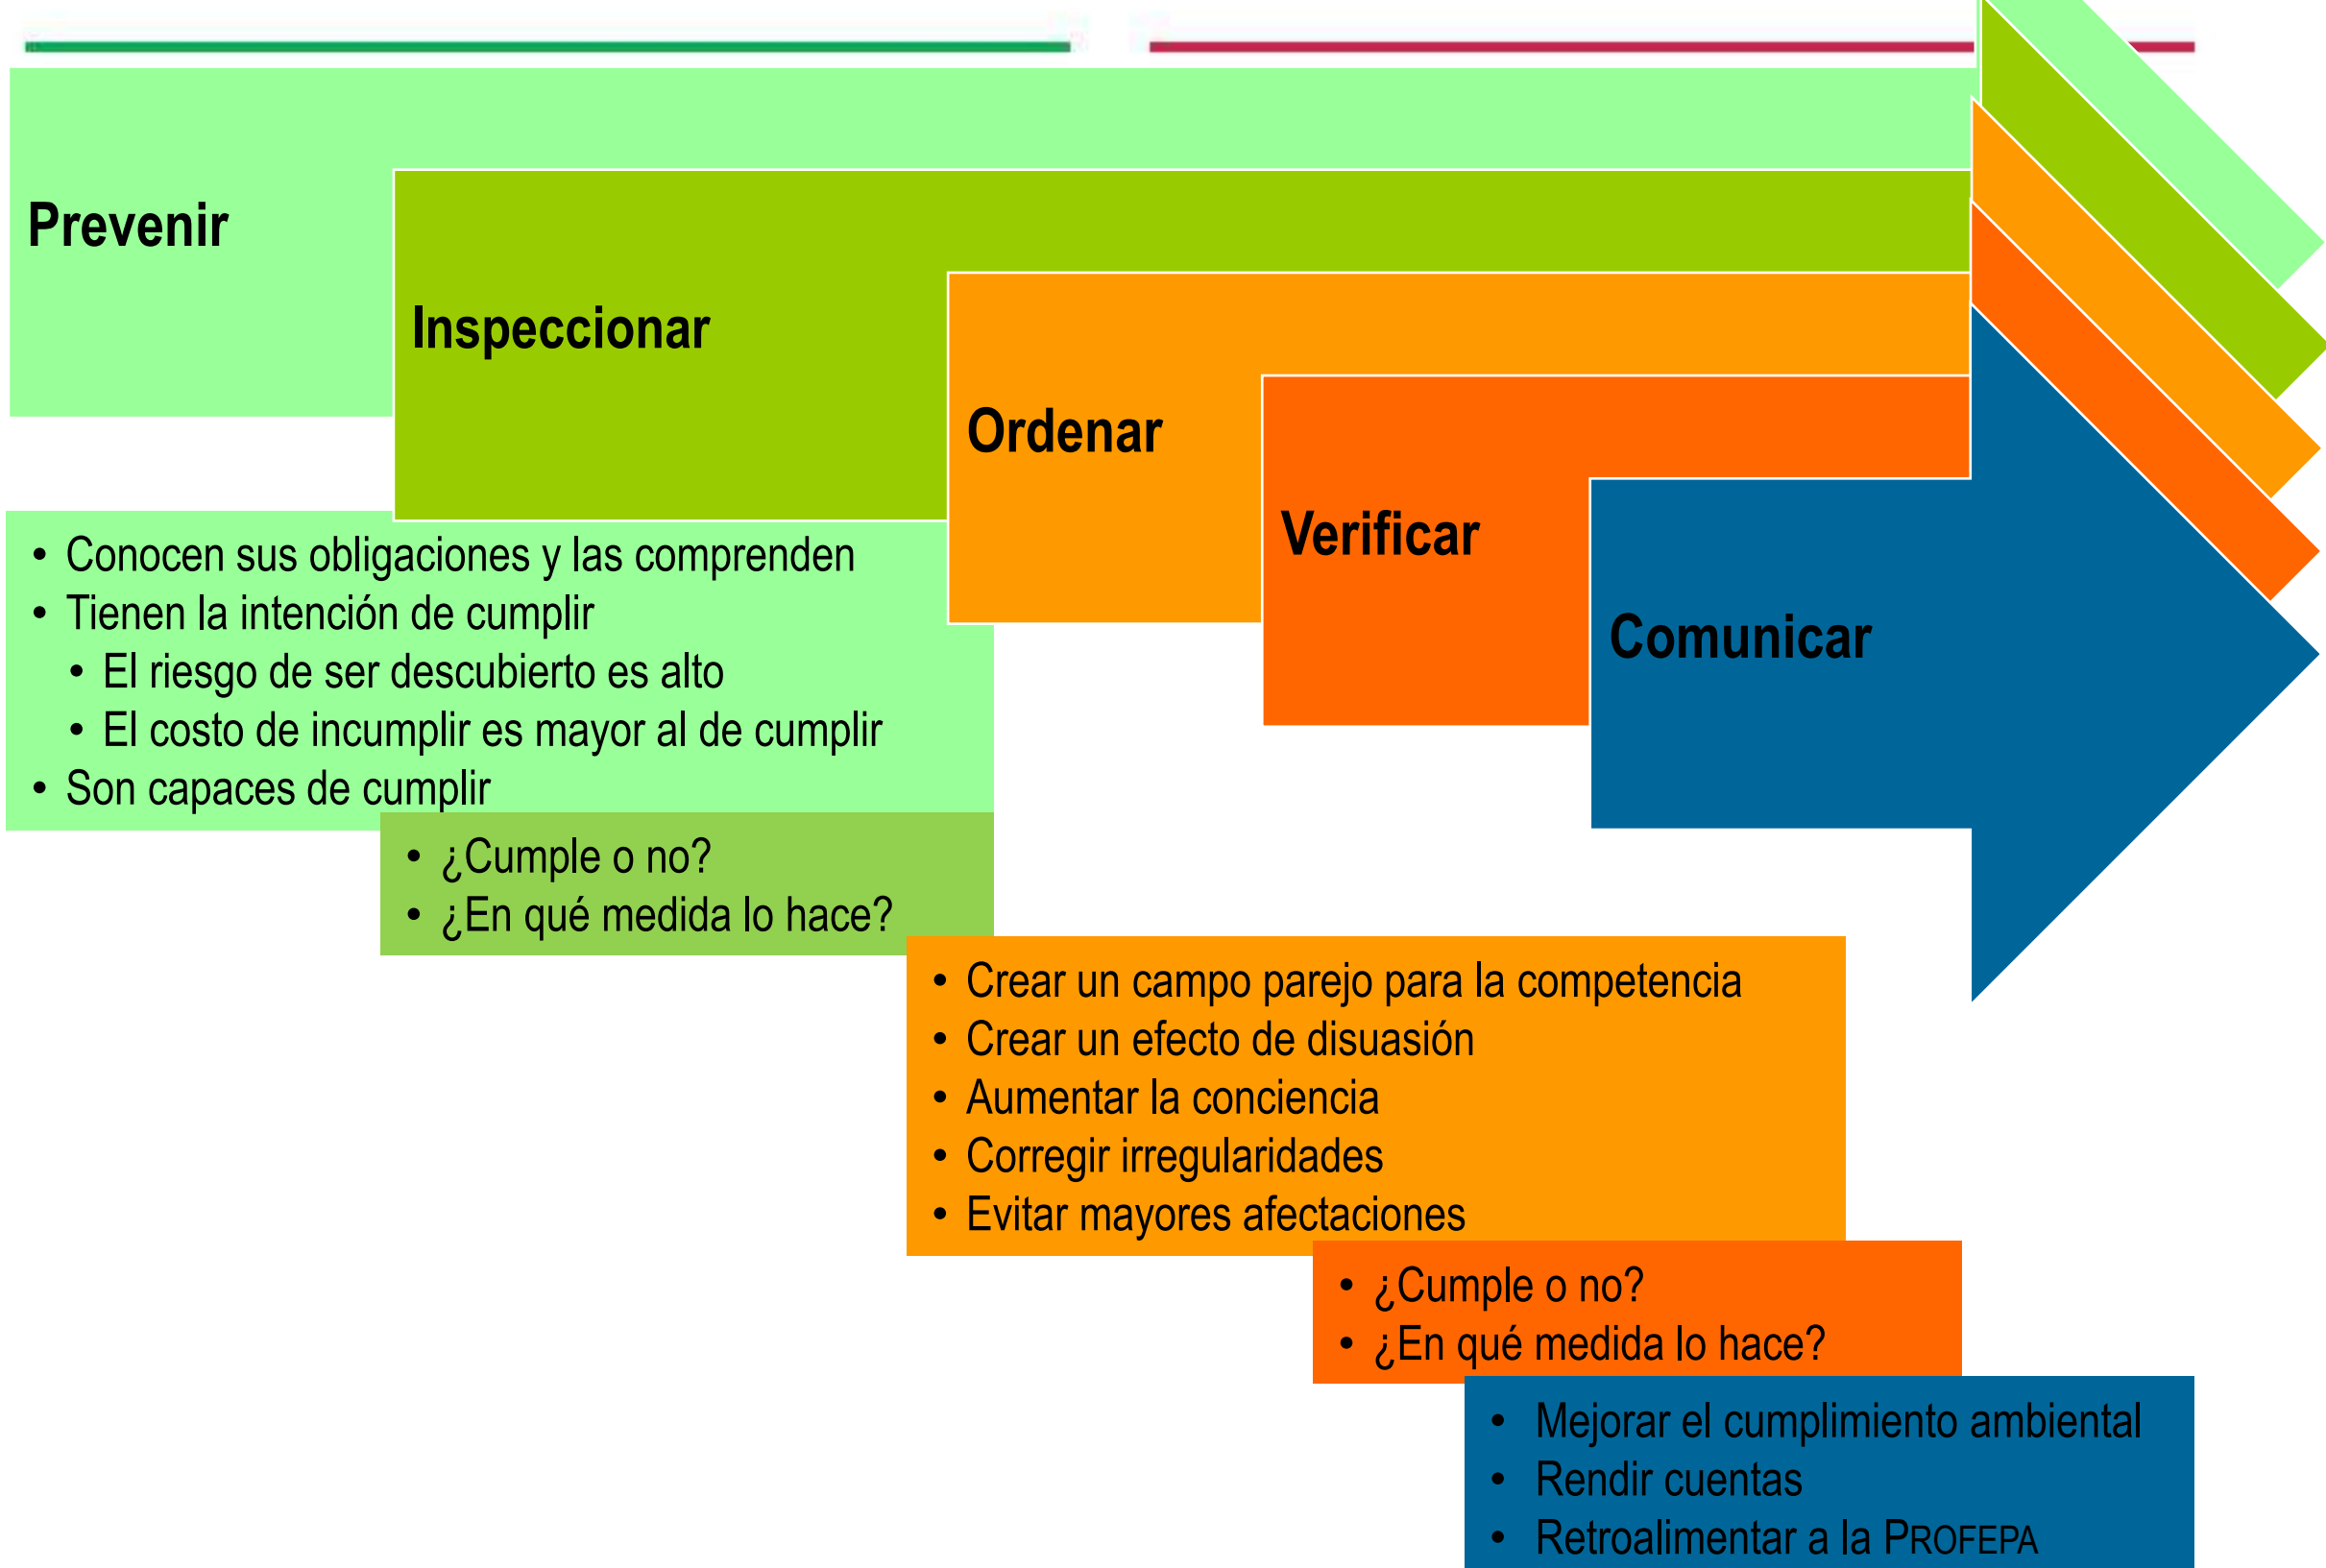 Prevenir
Inspeccionar
Ordenar
Verificar
Comunicar
• Conocen sus obligaciones y las comprenden
• Tienen la intención de cumplir
• El riesgo de ser descubierto es alto
• El costo de incumplir es mayor al de cumplir
• Son capaces de cumplir
• ¿Cumple o no?
• ¿En qué medida lo hace?
• Crear un campo parejo para la competencia
• Crear un efecto de disuasión
• Aumentar la conciencia
• Corregir irregularidades
• Evitar mayores afectaciones
• ¿Cumple o no?
• ¿En qué medida lo hace?
• Mejorar el cumplimiento ambiental
• Rendir cuentas
• Retroalimentar a la PROFEPA